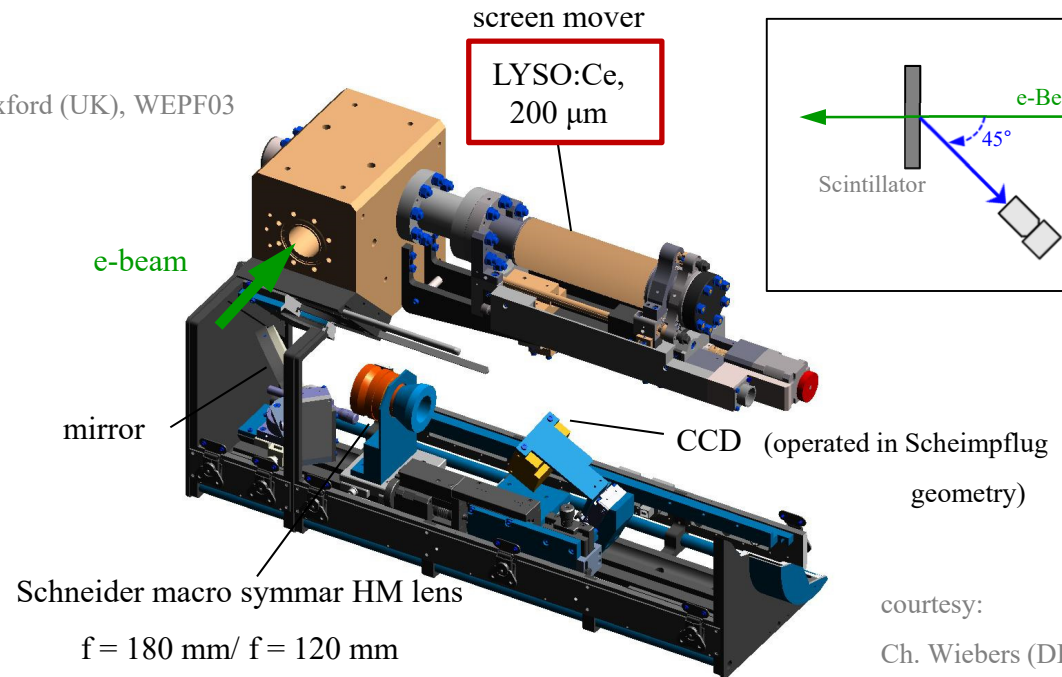 screen mover
LYSO:Ce,
200 μm
xford (UK), WEPF03
e-Be
45°
Scintillator
e-beam
mirror
CCD (operated in Scheimpflug
geometry)
Schneider macro symmar HM lens
f = 180 mm/ f = 120 mm
courtesy:
Ch. Wiebers (DE